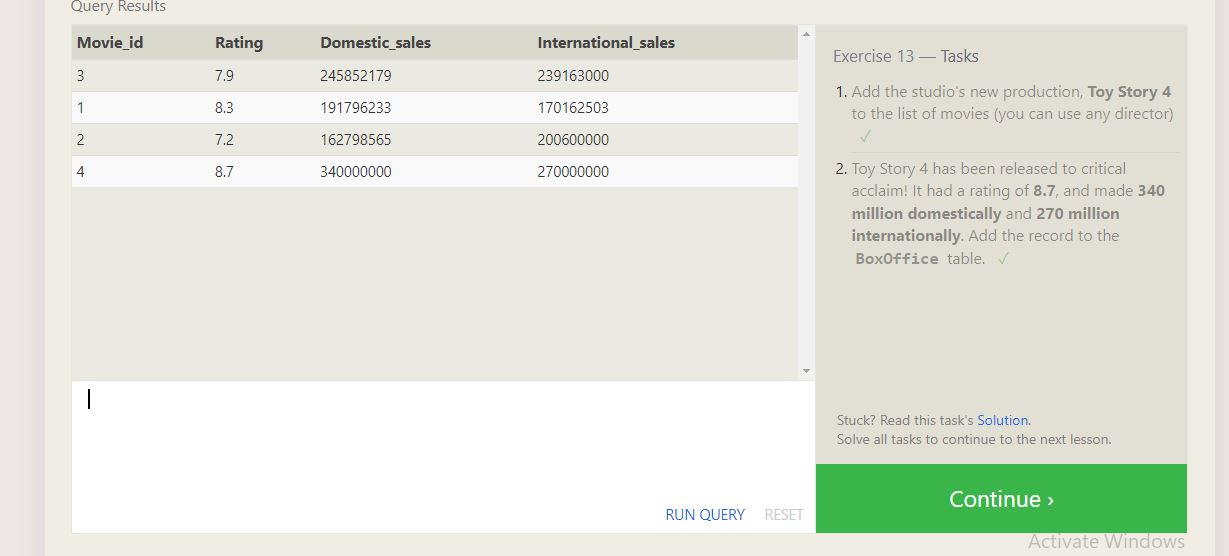 Query Results
Movie_id Rating Domestic_sales International_sales
3 7.9 245852179 239163000
1 8.3 191796233 170162503
2 7.2 162798565 200600000
4 8.7 340000000 270000000
RUN QUERY RESET
Exercise 13 — Tasks
1. Add the studio's new production, Toy Story 4
to the list of movies (you can use any director)
✓
2. Toy Story 4 has been released to critical
acclaim! It had a rating of 8.7, and made 340
million domestically and 270 million
internationally. Add the record to the
BoxOffice table. ✓
Stuck? Read this task's Solution.
Solve all tasks to continue to the next lesson.
Continue ›
Activate Windows